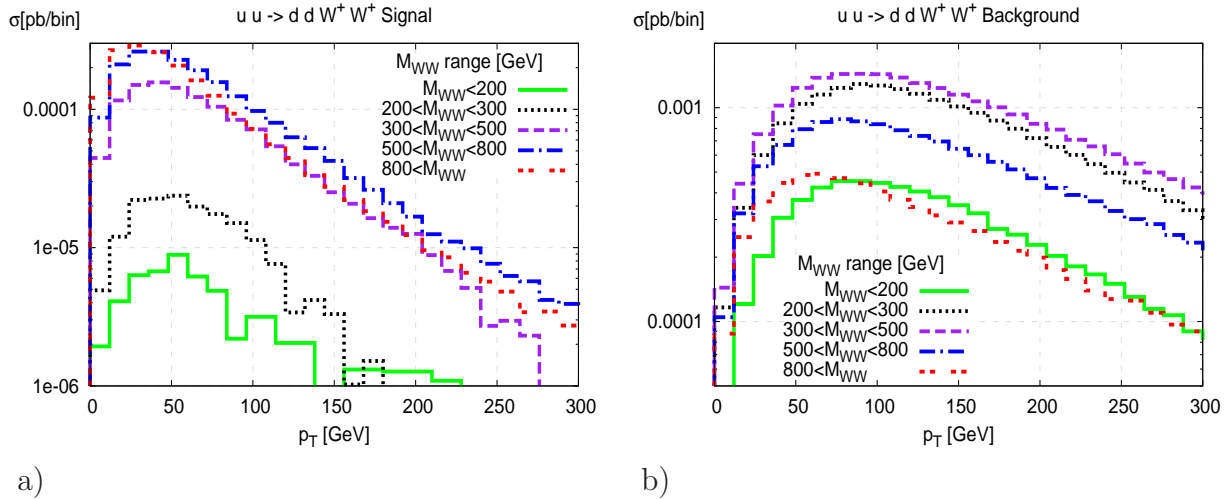 u u -> d d W+ W+ Signal
σ[pb/bin]
M_WW range [GeV]
M_WW<200
200<M_WW<300
300<M_WW<500
500<M_WW<800
800<M_WW
0.0001
1e-05
1e-06
0 50 100 150 200 250 300
p_T [GeV]
a)
u u -> d d W+ W+ Background
σ[pb/bin]
0.001
0.0001
M_WW range [GeV]
M_WW<200
200<M_WW<300
300<M_WW<500
500<M_WW<800
800<M_WW
0 50 100 150 200 250 300
p_T [GeV]
b)